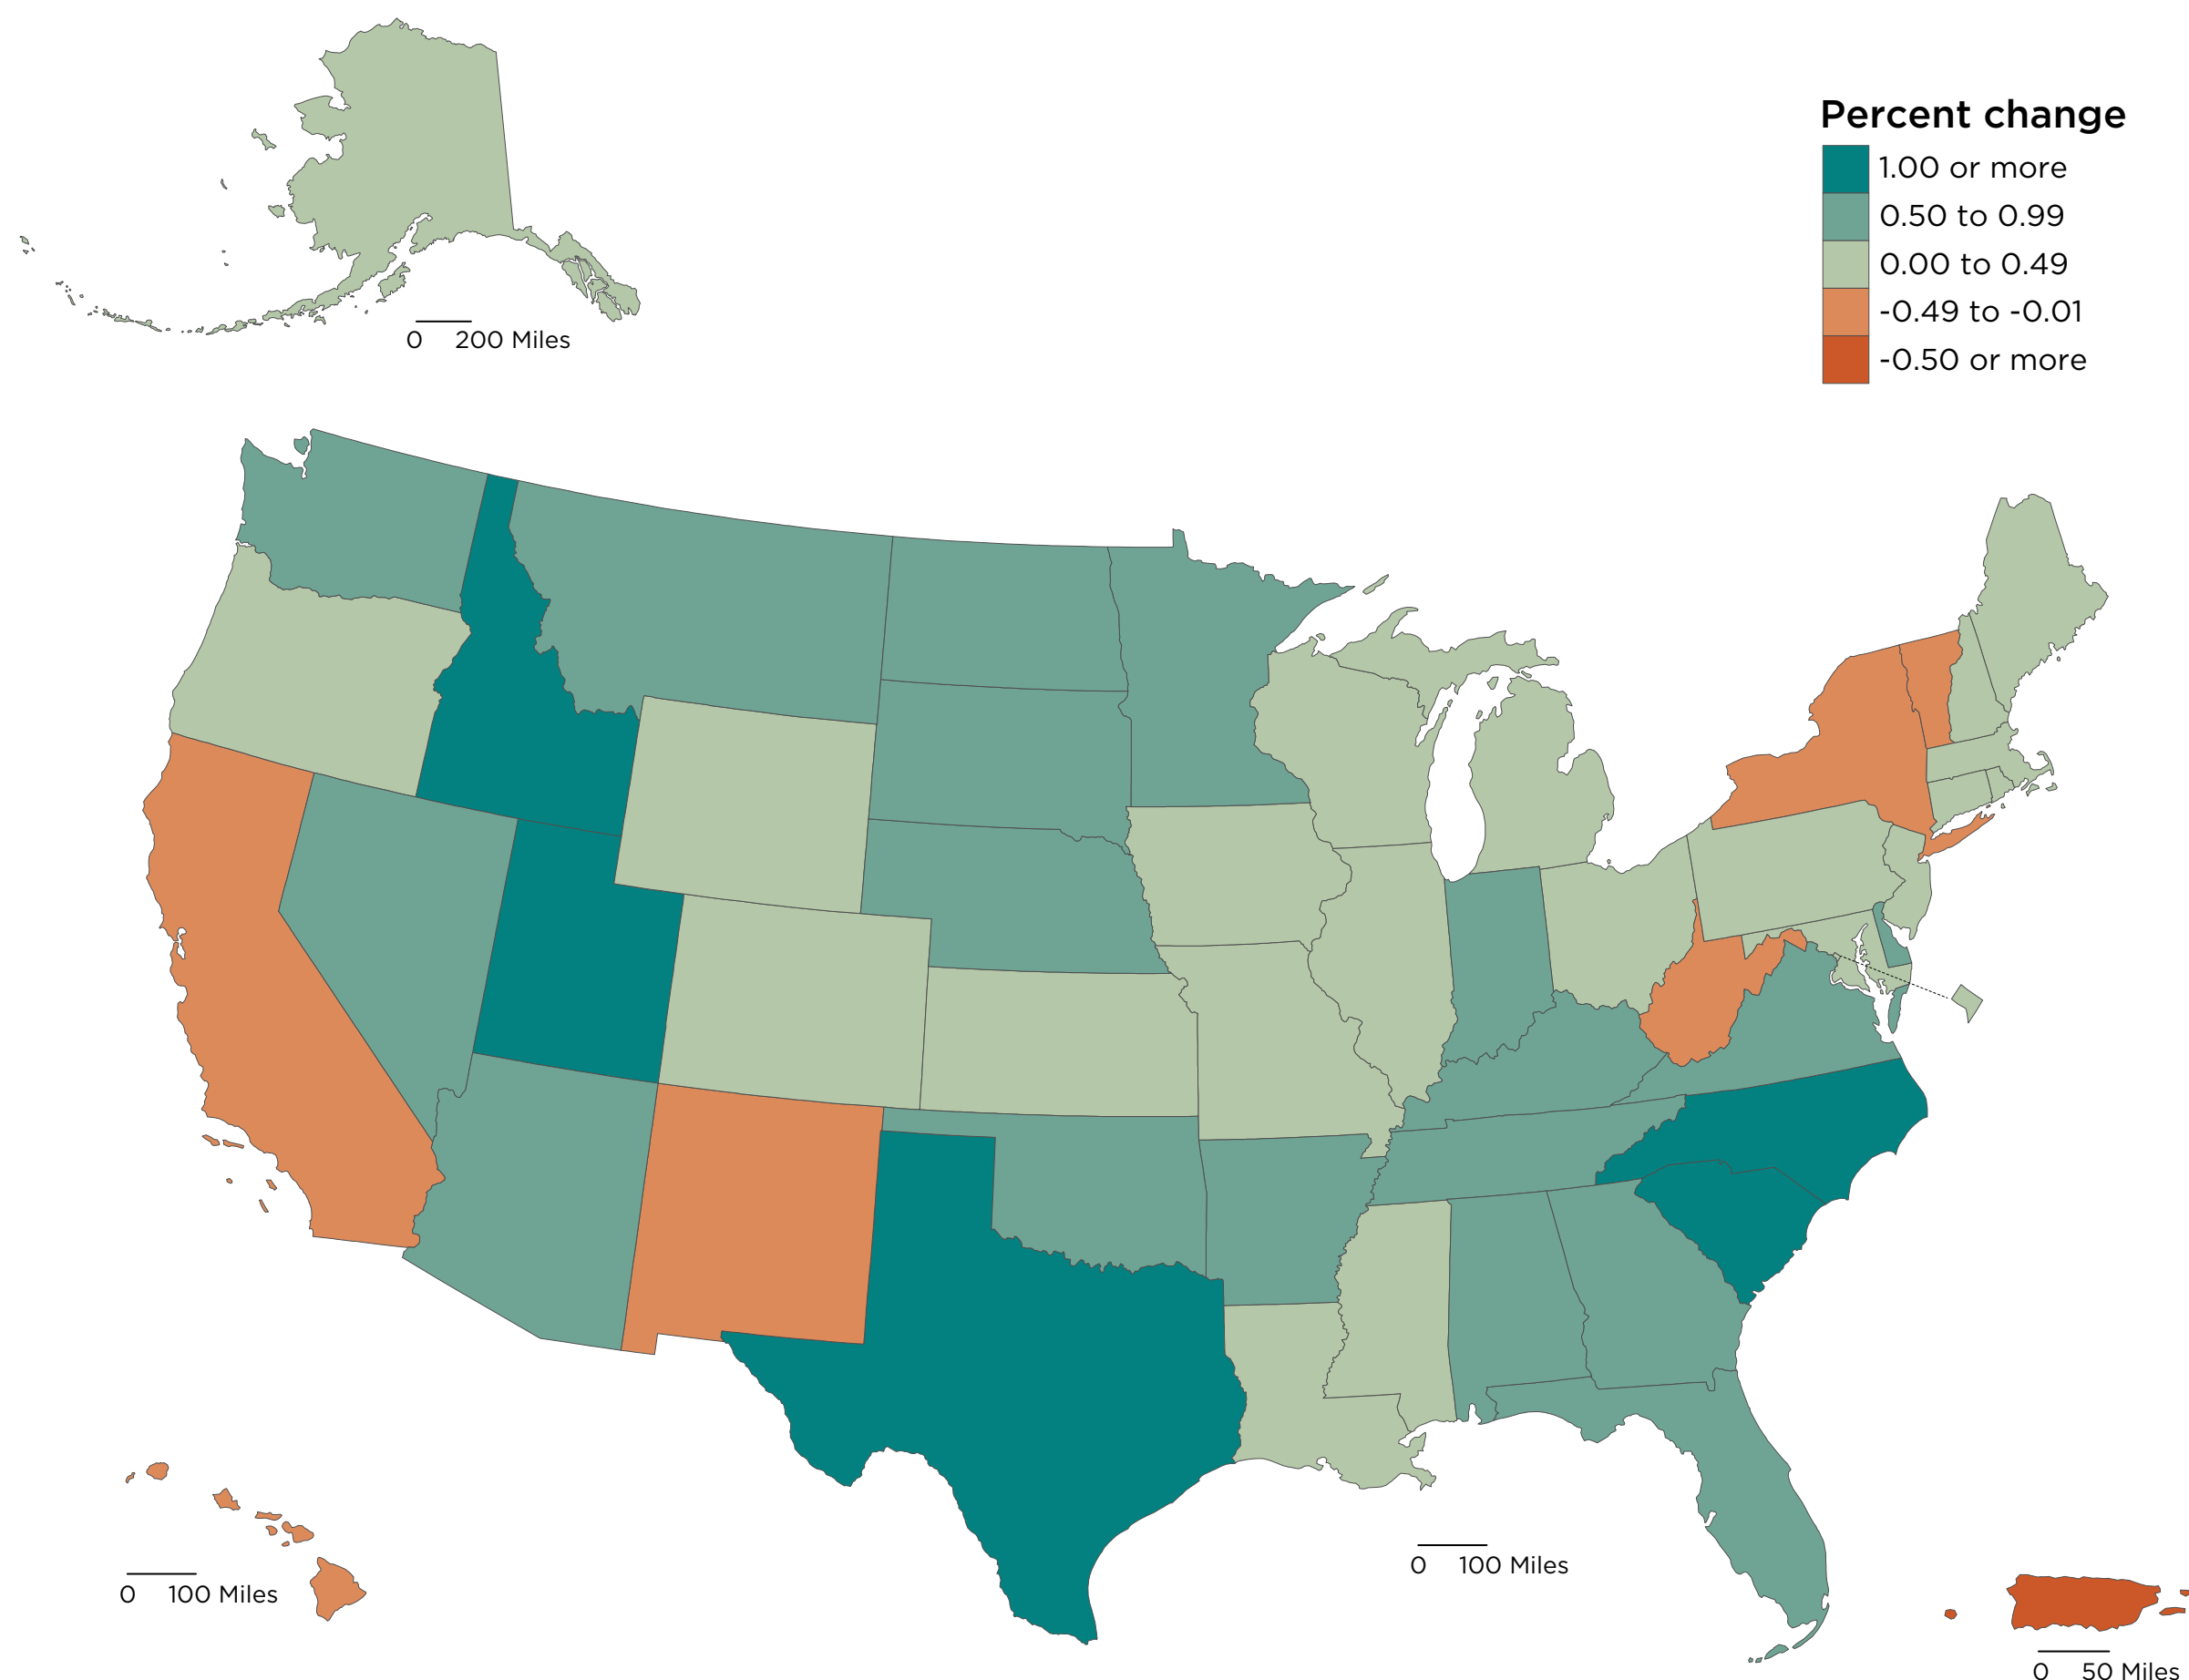 Percent change
1.00 or more
0.50 to 0.99
0.00 to 0.49
-0.49 to -0.01
-0.50 or more
0 200 Miles
0 100 Miles
0 100 Miles
0 50 Miles